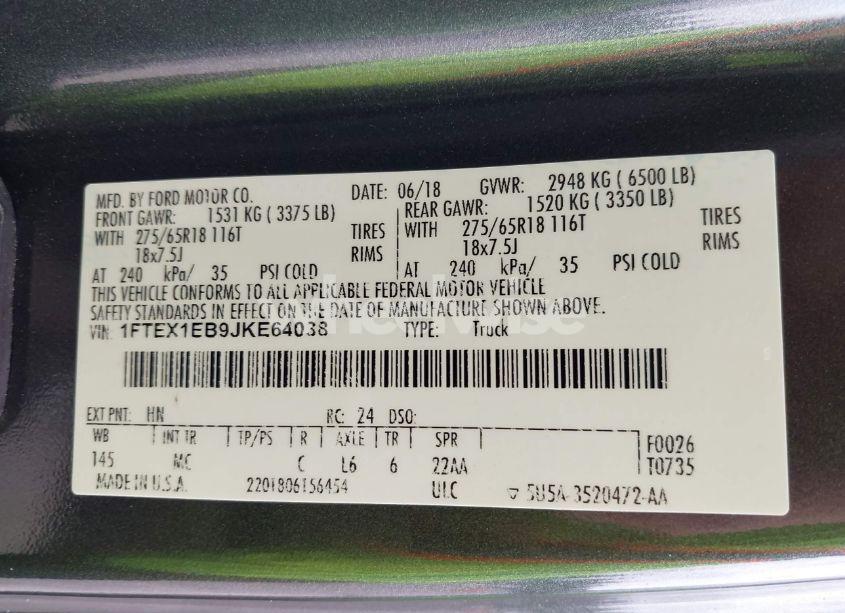 MFD. BY FORD MOTOR CO. DATE: 06/18 GVWR: 2948 KG ( 6500 LB)
FRONT GAWR: 1531 KG ( 3375 LB) REAR GAWR: 1520 KG ( 3350 LB)
WITH 275/65R18 116T TIRES WITH 275/65R18 116T TIRES
18x7.5J RIMS 18x7.5J RIMS
AT 240 kPa/ 35 PSI COLD AT 240 kPa/ 35 PSI COLD
THIS VEHICLE CONFORMS TO ALL APPLICABLE FEDERAL MOTOR VEHICLE
SAFETY STANDARDS IN EFFECT ON THE DATE OF MANUFACTURE SHOWN ABOVE.
VIN: 1FTEX1EB9JKE64038 TYPE: Truck
EXT PNT: HN RC: 24 DSO:
WB INT TR TP/PS R AXLE TR SPR F0026
145 MC C L6 6 22AA T0735
MADE IN U.S.A. 2201806156454 ULC 5U5A-3520472-AA